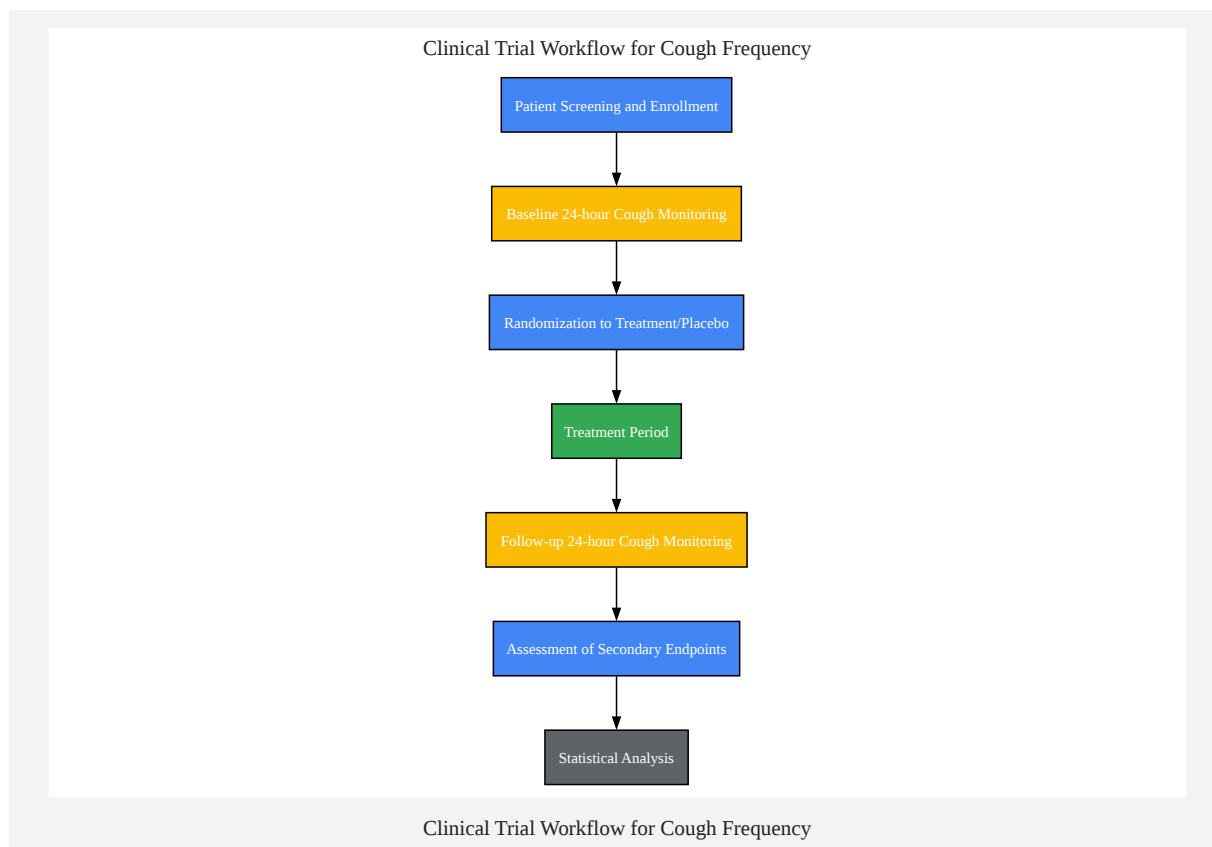 Clinical Trial Workflow for Cough Frequency
Patient Screening and Enrollment
Baseline 24-hour Cough Monitoring
Randomization to Treatment/Placebo
Treatment Period
Follow-up 24-hour Cough Monitoring
Assessment of Secondary Endpoints
Statistical Analysis
Clinical Trial Workflow for Cough Frequency